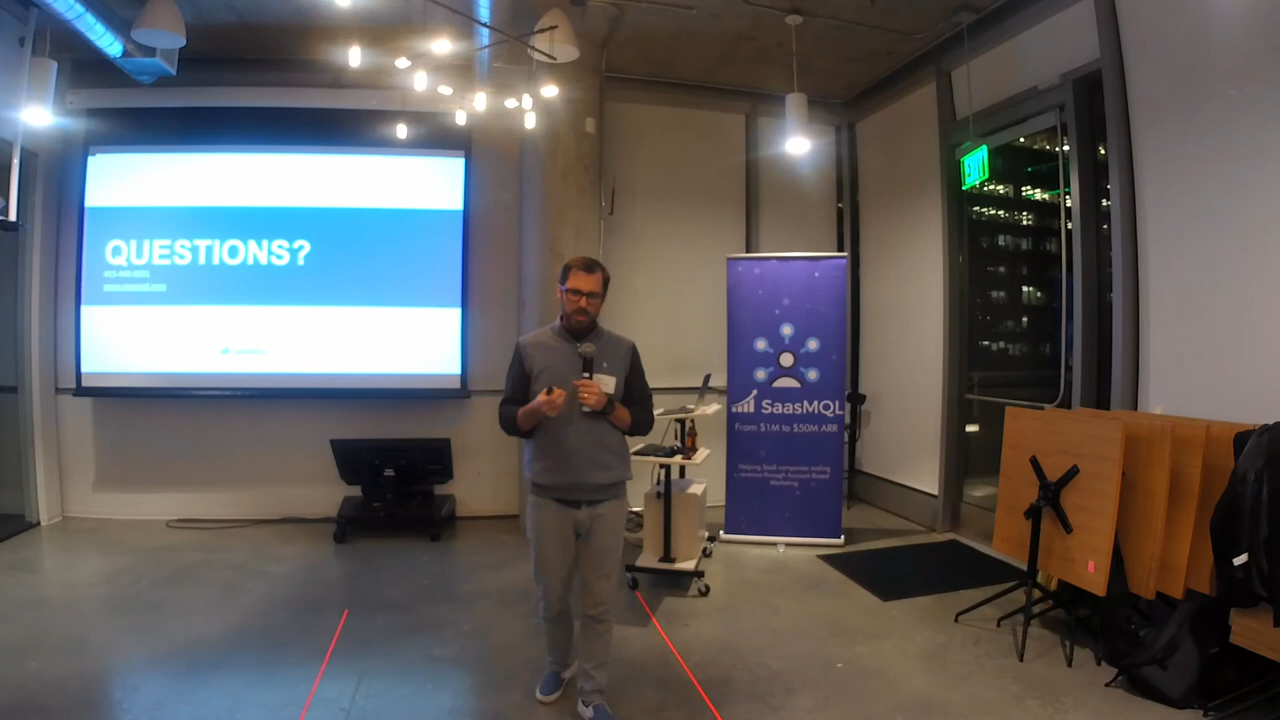 QUESTIONS?
EXIT
SaasMQL
From $1M to $50M ARR
Helping SaaS companies scaling
revenue through Account-Based
Marketing